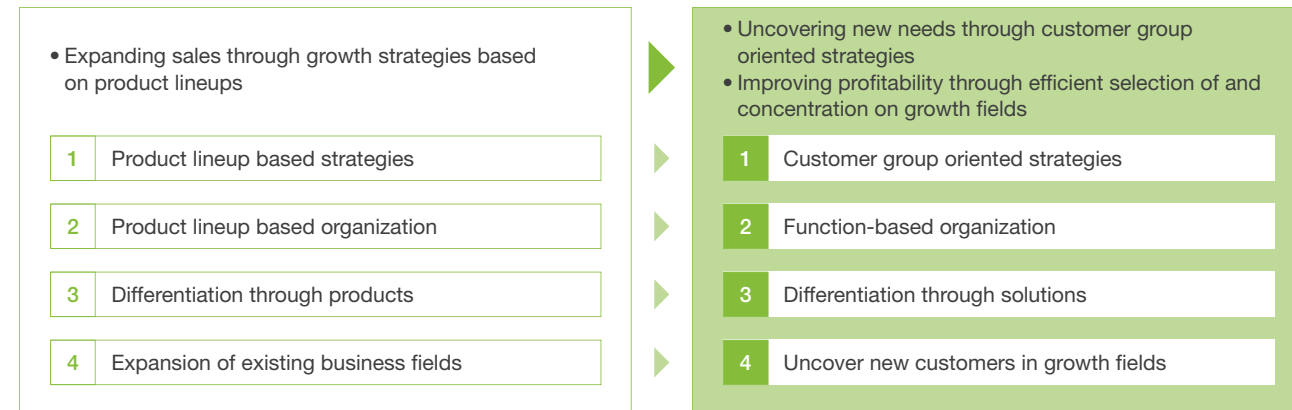 • Expanding sales through growth strategies based
on product lineups
1 Product lineup based strategies
2 Product lineup based organization
3 Differentiation through products
4 Expansion of existing business fields
• Uncovering new needs through customer group
oriented strategies
• Improving profitability through efficient selection of and
concentration on growth fields
1 Customer group oriented strategies
2 Function-based organization
3 Differentiation through solutions
4 Uncover new customers in growth fields